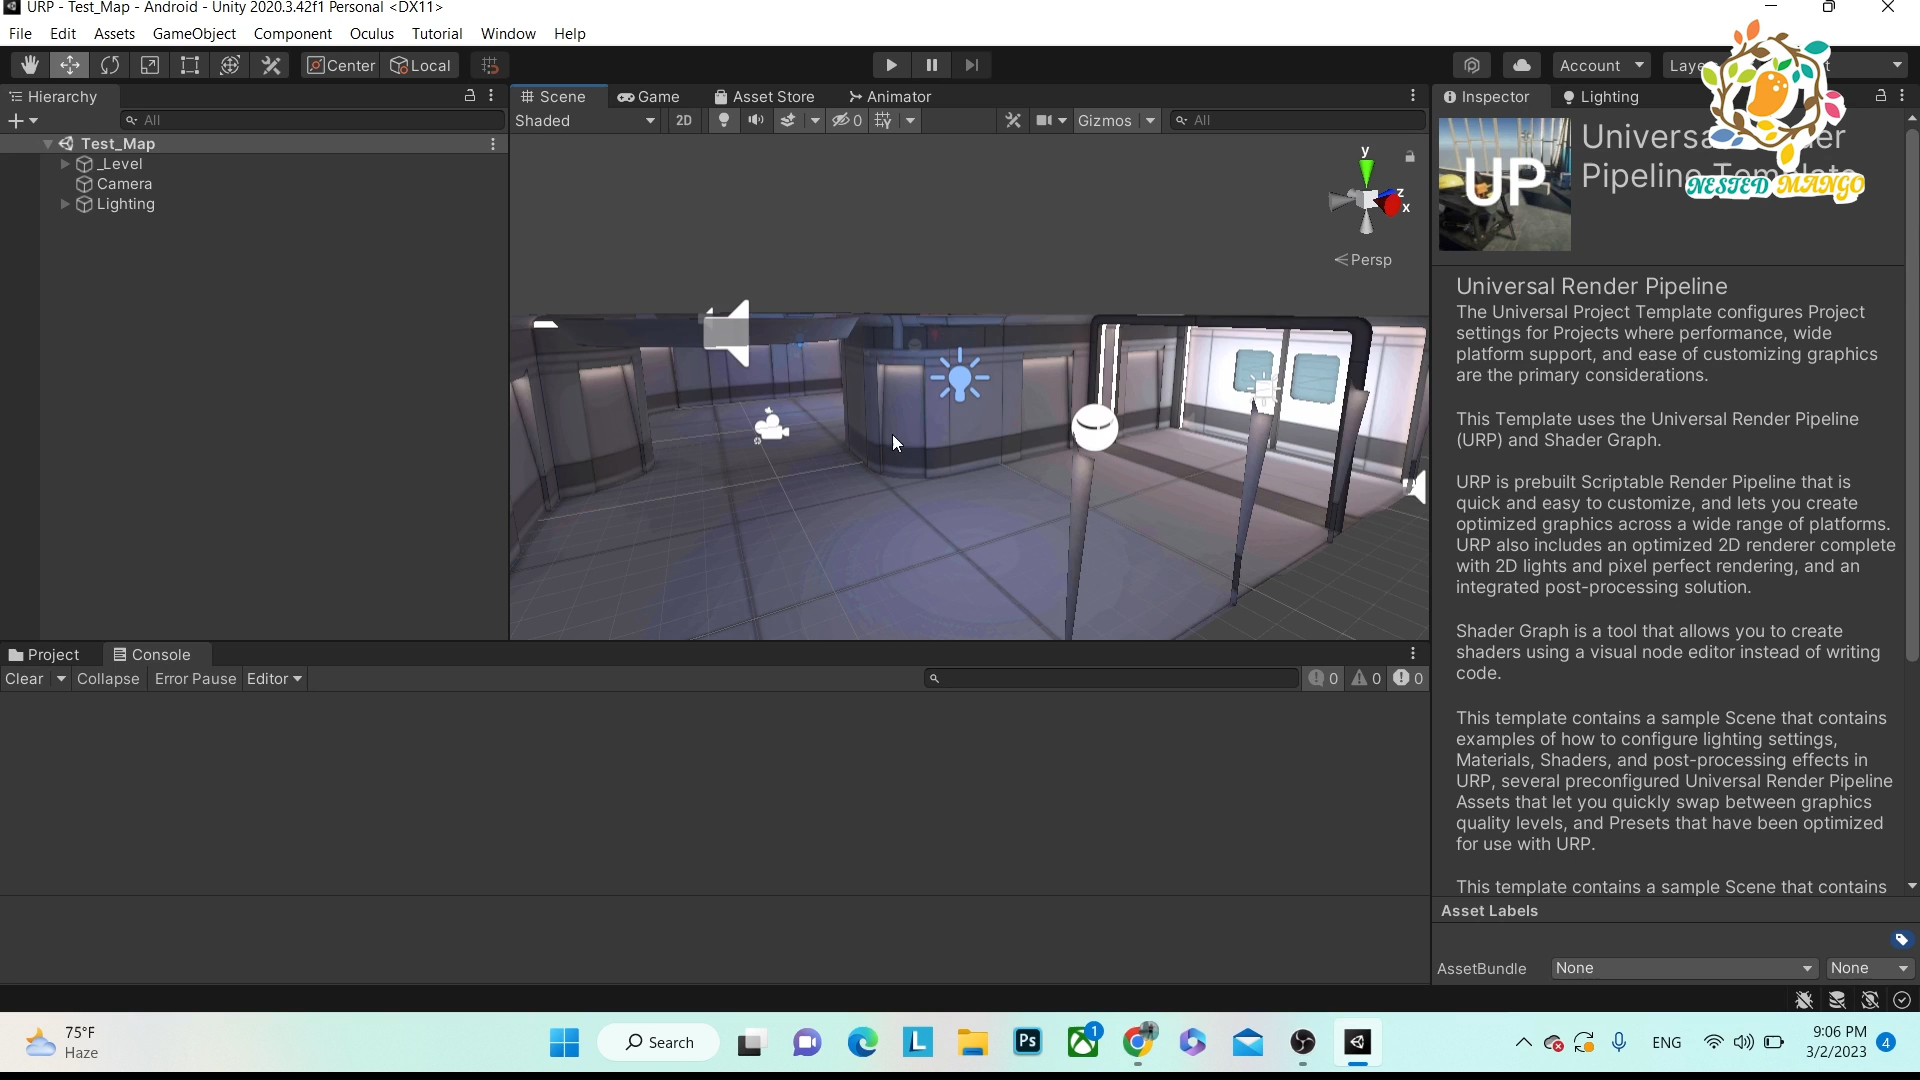 URP - Test_Map - Android - Unity 2020.3.42f1 Personal <DX11>
File Edit Assets GameObject Component Oculus Tutorial Window Help
Center Local Account
Hierarchy
Scene Game Asset Store Animator
Inspector Lighting
All
Shaded 2D 0 Gizmos All
Test_Map
_Level
Camera
Lighting
y
z
x
Persp
UP
NESTED MANGO
Universal Render Pipeline
The Universal Project Template configures Project
settings for Projects where performance, wide
platform support, and ease of customizing graphics
are the primary considerations.
This Template uses the Universal Render Pipeline
(URP) and Shader Graph.
URP is prebuilt Scriptable Render Pipeline that is
quick and easy to customize, and lets you create
optimized graphics across a wide range of platforms.
URP also includes an optimized 2D renderer complete
with 2D lights and pixel perfect rendering, and an
integrated post-processing solution.
Shader Graph is a tool that allows you to create
shaders using a visual node editor instead of writing
code.
This template contains a sample Scene that contains
examples of how to configure lighting settings,
Materials, Shaders, and post-processing effects in
URP, several preconfigured Universal Render Pipeline
Assets that let you quickly swap between graphics
quality levels, and Presets that have been optimized
for use with URP.
This template contains a sample Scene that contains
Asset Labels
AssetBundle None None
Project Console
Clear Collapse Error Pause Editor 0 0 0
75°F
Haze
Search
L
Ps
1
ENG
9:06 PM
3/2/2023
4